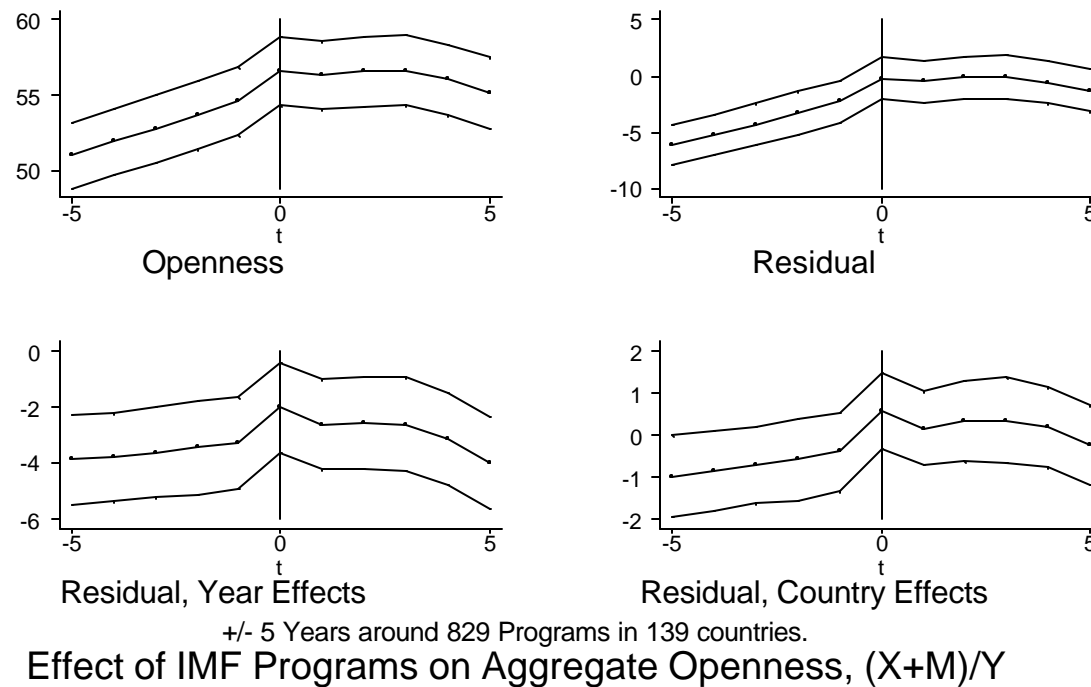 60
55
50
-5
0
5
t
Openness
5
0
-5
-10
-5
0
5
t
Residual
0
-2
-4
-6
-5
0
5
t
Residual, Year Effects
2
1
0
-1
-2
-5
0
5
t
Residual, Country Effects
+/- 5 Years around 829 Programs in 139 countries.
Effect of IMF Programs on Aggregate Openness, (X+M)/Y